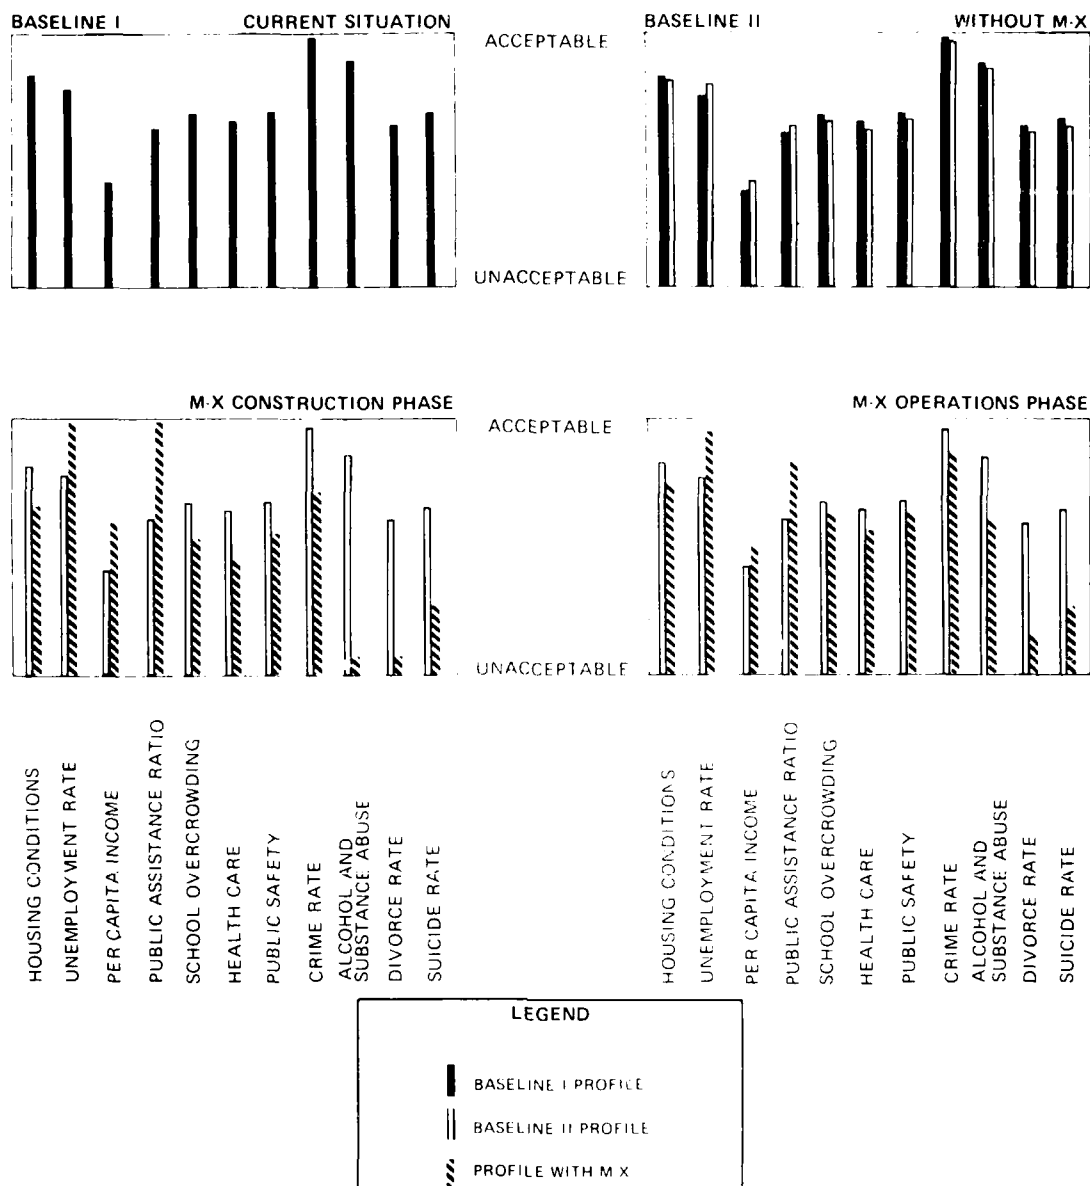 BASELINE I
CURRENT SITUATION
ACCEPTABLE
UNACCEPTABLE
BASELINE II
WITHOUT M-X
M-X CONSTRUCTION PHASE
ACCEPTABLE
UNACCEPTABLE
M-X OPERATIONS PHASE
HOUSING CONDITIONS
UNEMPLOYMENT RATE
PER CAPITA INCOME
PUBLIC ASSISTANCE RATIO
SCHOOL OVERCROWDING
HEALTH CARE
PUBLIC SAFETY
CRIME RATE
ALCOHOL AND
SUBSTANCE ABUSE
DIVORCE RATE
SUICIDE RATE
HOUSING CONDITIONS
UNEMPLOYMENT RATE
PER CAPITA INCOME
PUBLIC ASSISTANCE RATIO
SCHOOL OVERCROWDING
HEALTH CARE
PUBLIC SAFETY
CRIME RATE
ALCOHOL AND
SUBSTANCE ABUSE
DIVORCE RATE
SUICIDE RATE
LEGEND
BASELINE I PROFILE
BASELINE II PROFILE
PROFILE WITH M X